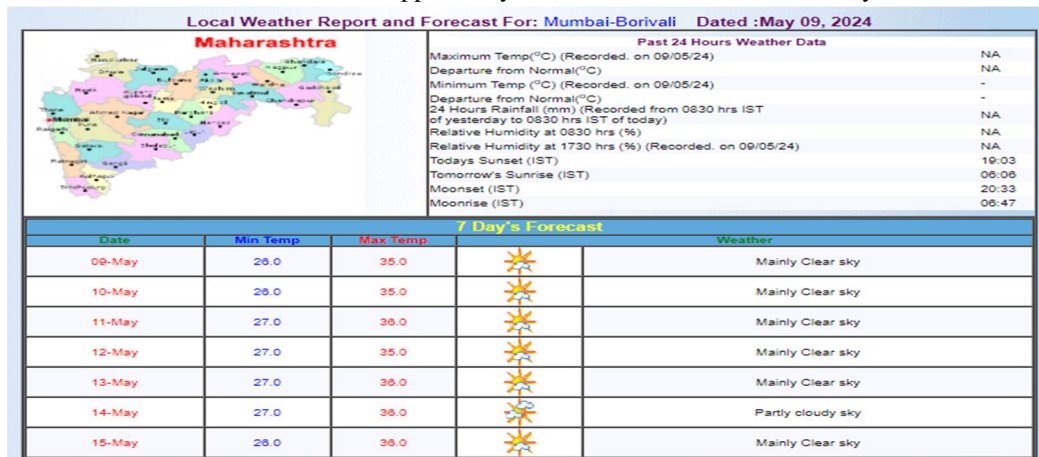 Local Weather Report and Forecast For: Mumbai-Borivali Dated :May 09, 2024
Maharashtra
Past 24 Hours Weather Data
Maximum Temp(°C) (Recorded. on 09/05/24) NA
Departure from Normal(°C) NA
Minimum Temp (°C) (Recorded. on 09/05/24) -
Departure from Normal(°C) -
24 Hours Rainfall (mm) (Recorded from 0830 hrs IST
of yesterday to 0830 hrs IST of today) NA
Relative Humidity at 0830 hrs (%) NA
Relative Humidity at 1730 hrs (%) (Recorded. on 09/05/24) NA
Todays Sunset (IST) 19:03
Tomorrow's Sunrise (IST) 06:06
Moonset (IST) 20:33
Moonrise (IST) 06:47
Mumbai
7 Day's Forecast
Date Min Temp Max Temp Weather
09-May 26.0 35.0 Mainly Clear sky
10-May 26.0 35.0 Mainly Clear sky
11-May 27.0 36.0 Mainly Clear sky
12-May 27.0 35.0 Mainly Clear sky
13-May 27.0 36.0 Mainly Clear sky
14-May 27.0 36.0 Partly cloudy sky
15-May 26.0 36.0 Mainly Clear sky